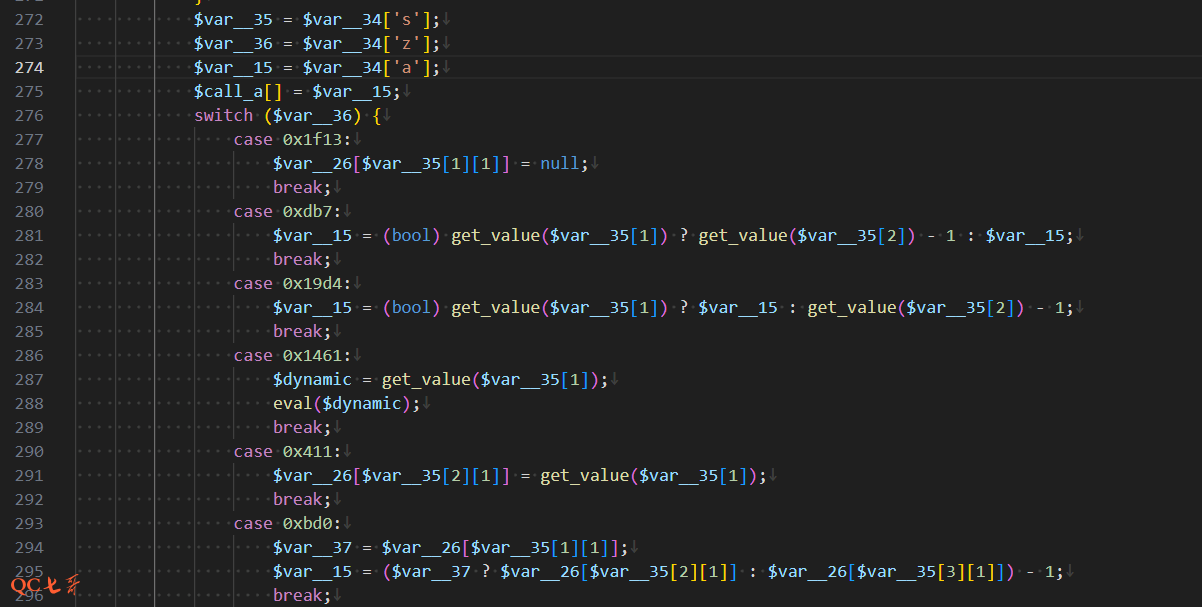 272 $var__35 = $var__34['s'];
273 $var__36 = $var__34['z'];
274 $var__15 = $var__34['a'];
275 $call_a[] = $var__15;
276 switch ($var__36) {
277 case 0x1f13:
278 $var__26[$var__35[1][1]] = null;
279 break;
280 case 0xdb7:
281 $var__15 = (bool) get_value($var__35[1]) ? get_value($var__35[2]) - 1 : $var__15;
282 break;
283 case 0x19d4:
284 $var__15 = (bool) get_value($var__35[1]) ? $var__15 : get_value($var__35[2]) - 1;
285 break;
286 case 0x1461:
287 $dynamic = get_value($var__35[1]);
288 eval($dynamic);
289 break;
290 case 0x411:
291 $var__26[$var__35[2][1]] = get_value($var__35[1]);
292 break;
293 case 0xbd0:
294 $var__37 = $var__26[$var__35[1][1]];
295 $var__15 = ($var__37 ? $var__26[$var__35[2][1]] : $var__26[$var__35[3][1]]) - 1;
296 break;
QC七彩